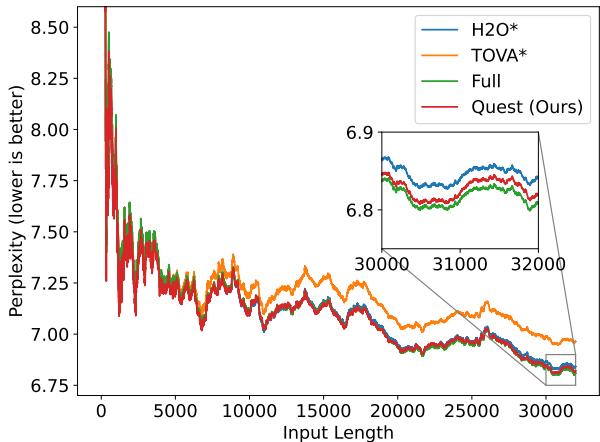 H2O*
TOVA*
Full
Quest (Ours)
8.50
8.25
8.00
7.75
7.50
7.25
7.00
6.75
Perplexity (lower is better)
6.9
6.8
30000 31000 32000
0 5000 10000 15000 20000 25000 30000
Input Length